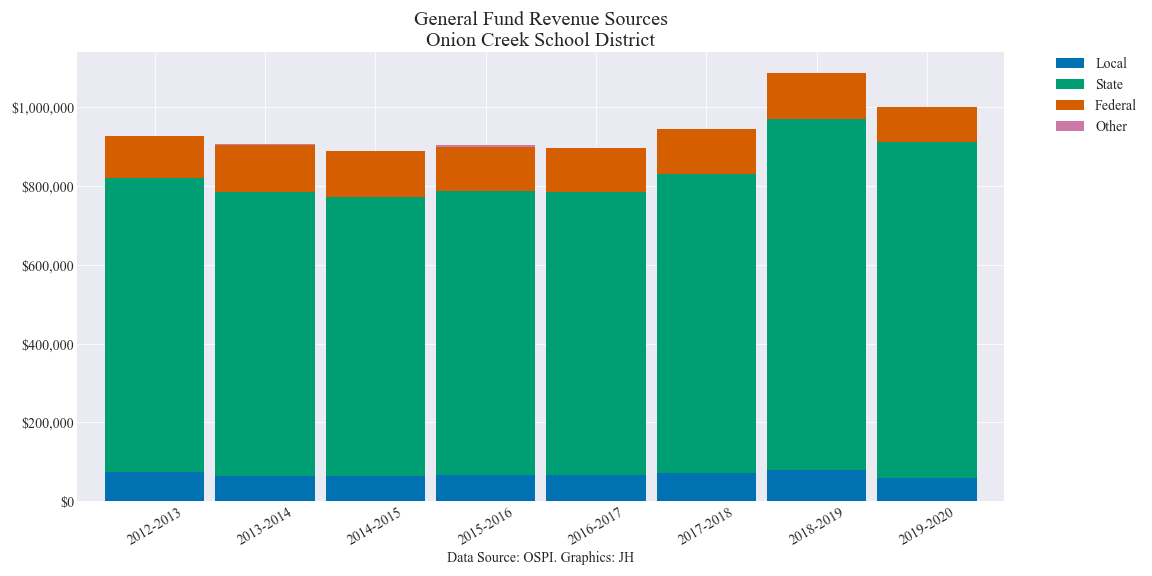 General Fund Revenue Sources
Onion Creek School District
Local
State
Federal
Other
$1,000,000
$800,000
$600,000
$400,000
$200,000
$0
2012-2013
2013-2014
2014-2015
2015-2016
2016-2017
2017-2018
2018-2019
2019-2020
Data Source: OSPI. Graphics: JH